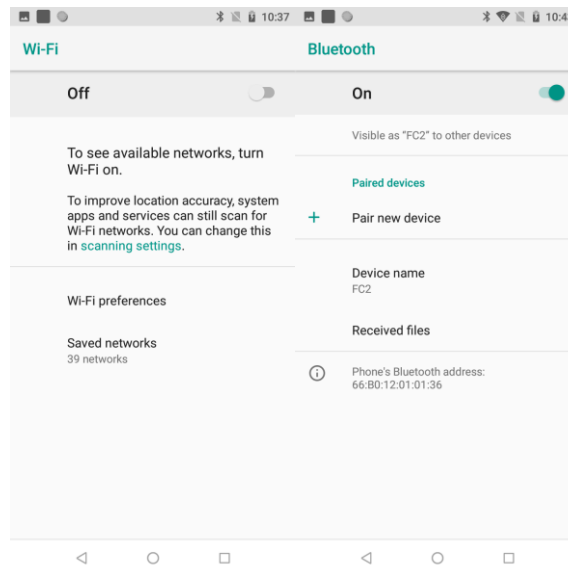 10:37
Wi-Fi
Off
To see available networks, turn
Wi-Fi on.
To improve location accuracy, system
apps and services can still scan for
Wi-Fi networks. You can change this
in scanning settings.
Wi-Fi preferences
Saved networks
39 networks
Bluetooth
On
Visible as "FC2" to other devices
Paired devices
+ Pair new device
Device name
FC2
Received files
Phone's Bluetooth address:
66:B0:12:01:01:36